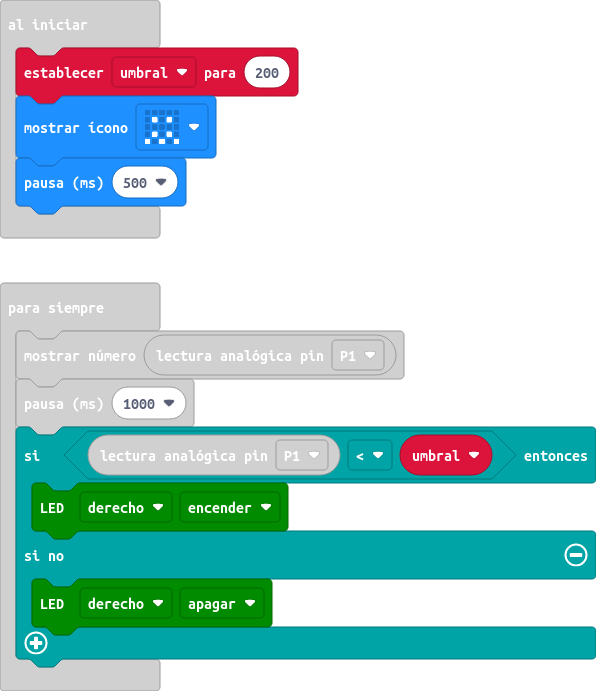 al iniciar
establecer umbral para 200
mostrar ícono
pausa (ms) 500
para siempre
mostrar número lectura analógica pin P1
pausa (ms) 1000
si lectura analógica pin P1 < umbral entonces
LED derecho encender
si no
LED derecho apagar